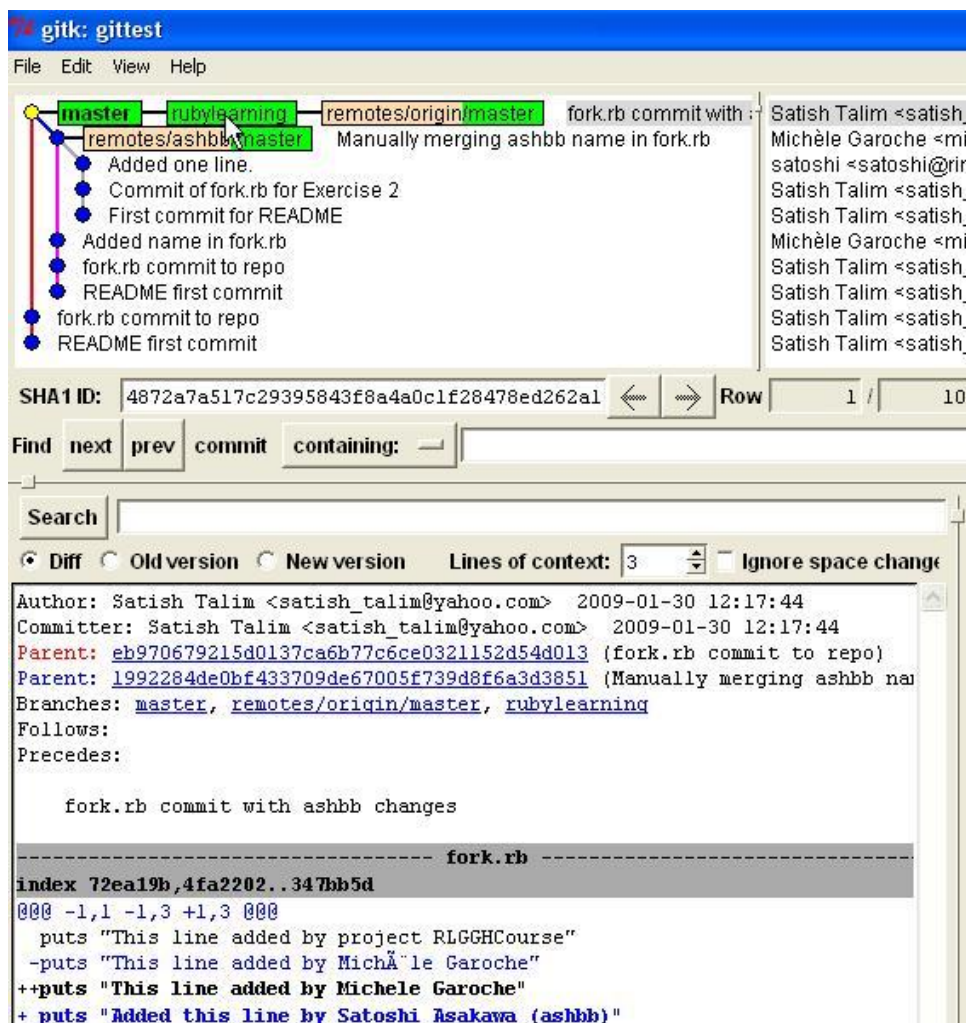 gitk: gittest
File Edit View Help
master rubylearning remotes/origin/master fork.rb commit with Satish Talim <satish_
remotes/ashbb/master Manually merging ashbb name in fork.rb Michèle Garoche <mi
Added one line. satoshi <satoshi@rin
Commit of fork.rb for Exercise 2 Satish Talim <satish_
First commit for README Satish Talim <satish_
Added name in fork.rb Michèle Garoche <mi
fork.rb commit to repo Satish Talim <satish_
README first commit Satish Talim <satish_
fork.rb commit to repo Satish Talim <satish_
README first commit Satish Talim <satish_
SHA1 ID: 4872a7a517c29395843f8a4a0c1f28478ed262a1 Row 1 / 10
Find next prev commit containing:
Search
Diff Old version New version Lines of context: 3 Ignore space change
Author: Satish Talim <satish_talim@yahoo.com> 2009-01-30 12:17:44
Committer: Satish Talim <satish_talim@yahoo.com> 2009-01-30 12:17:44
Parent: eb970679215d0137ca6b77c6ce0321152d54d013 (fork.rb commit to repo)
Parent: 1992284de0bf433709de67005f739d8f6a3d3851 (Manually merging ashbb nam
Branches: master, remotes/origin/master, rubylearning
Follows:
Precedes:
fork.rb commit with ashbb changes
---------------------------------- fork.rb ------------------------------
index 72ea19b,4fa2202..347bb5d
@@@ -1,1 -1,3 +1,3 @@@
puts "This line added by project RLGGHCourse"
-puts "This line added by MichÃ¨le Garoche"
++puts "This line added by Michele Garoche"
+ puts "Added this line by Satoshi Asakawa (ashbb)"